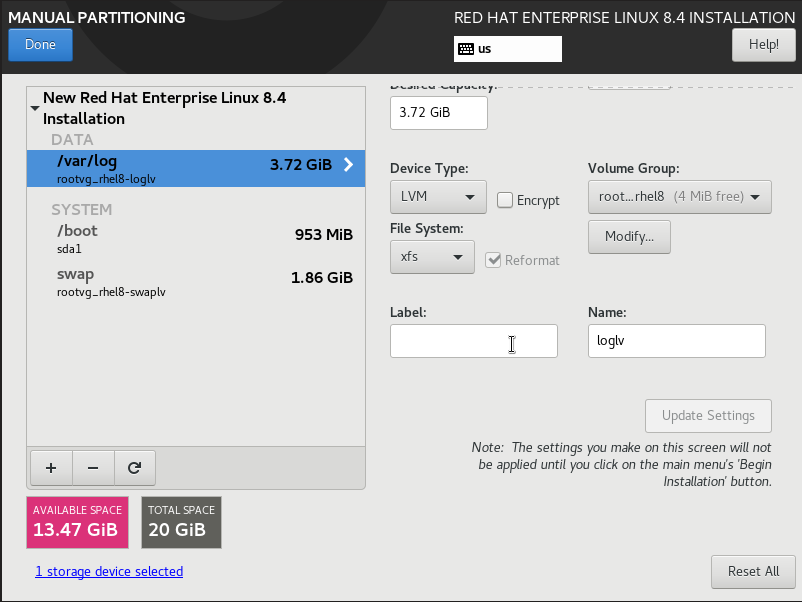 MANUAL PARTITIONING
RED HAT ENTERPRISE LINUX 8.4 INSTALLATION
Done
us
Help!
New Red Hat Enterprise Linux 8.4
Installation
DATA
/var/log
3.72 GiB
rootvg_rhel8-loglv
SYSTEM
/boot
953 MiB
sda1
swap
1.86 GiB
rootvg_rhel8-swaplv
+ −
AVAILABLE SPACE
13.47 GiB
TOTAL SPACE
20 GiB
1 storage device selected
Desired Capacity:
3.72 GiB
Device Type:
LVM
Encrypt
Volume Group:
root...rhel8 (4 MiB free)
Modify...
File System:
xfs
Reformat
Label:
Name:
loglv
Update Settings
Note: The settings you make on this screen will not
be applied until you click on the main menu's 'Begin
Installation' button.
Reset All